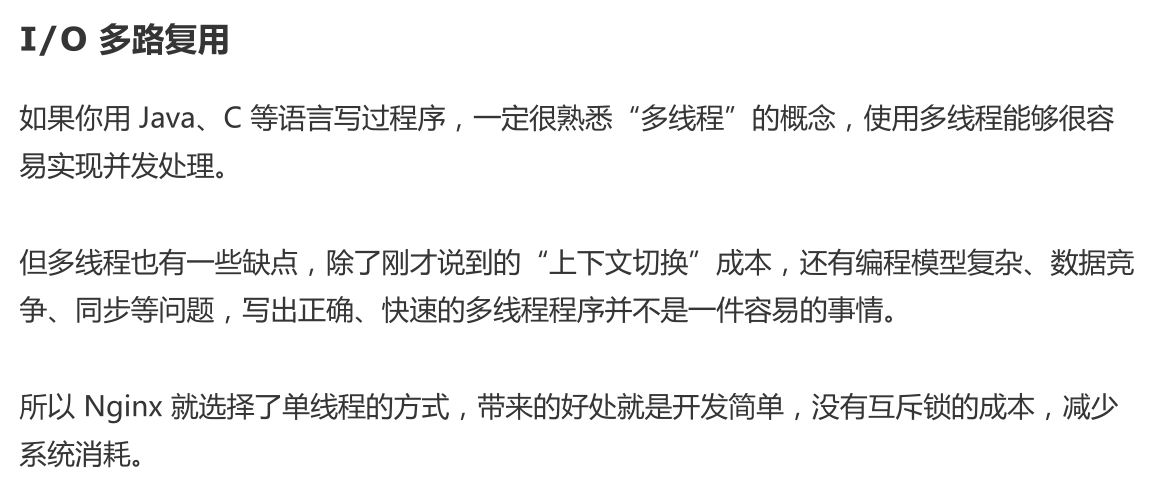 I/O 多路复用
如果你用 Java、C 等语言写过程序，一定很熟悉“多线程”的概念，使用多线程能够很容
易实现并发处理。
但多线程也有一些缺点，除了刚才说到的“上下文切换”成本，还有编程模型复杂、数据竞
争、同步等问题，写出正确、快速的多线程程序并不是一件容易的事情。
所以 Nginx 就选择了单线程的方式，带来的好处就是开发简单，没有互斥锁的成本，减少
系统消耗。